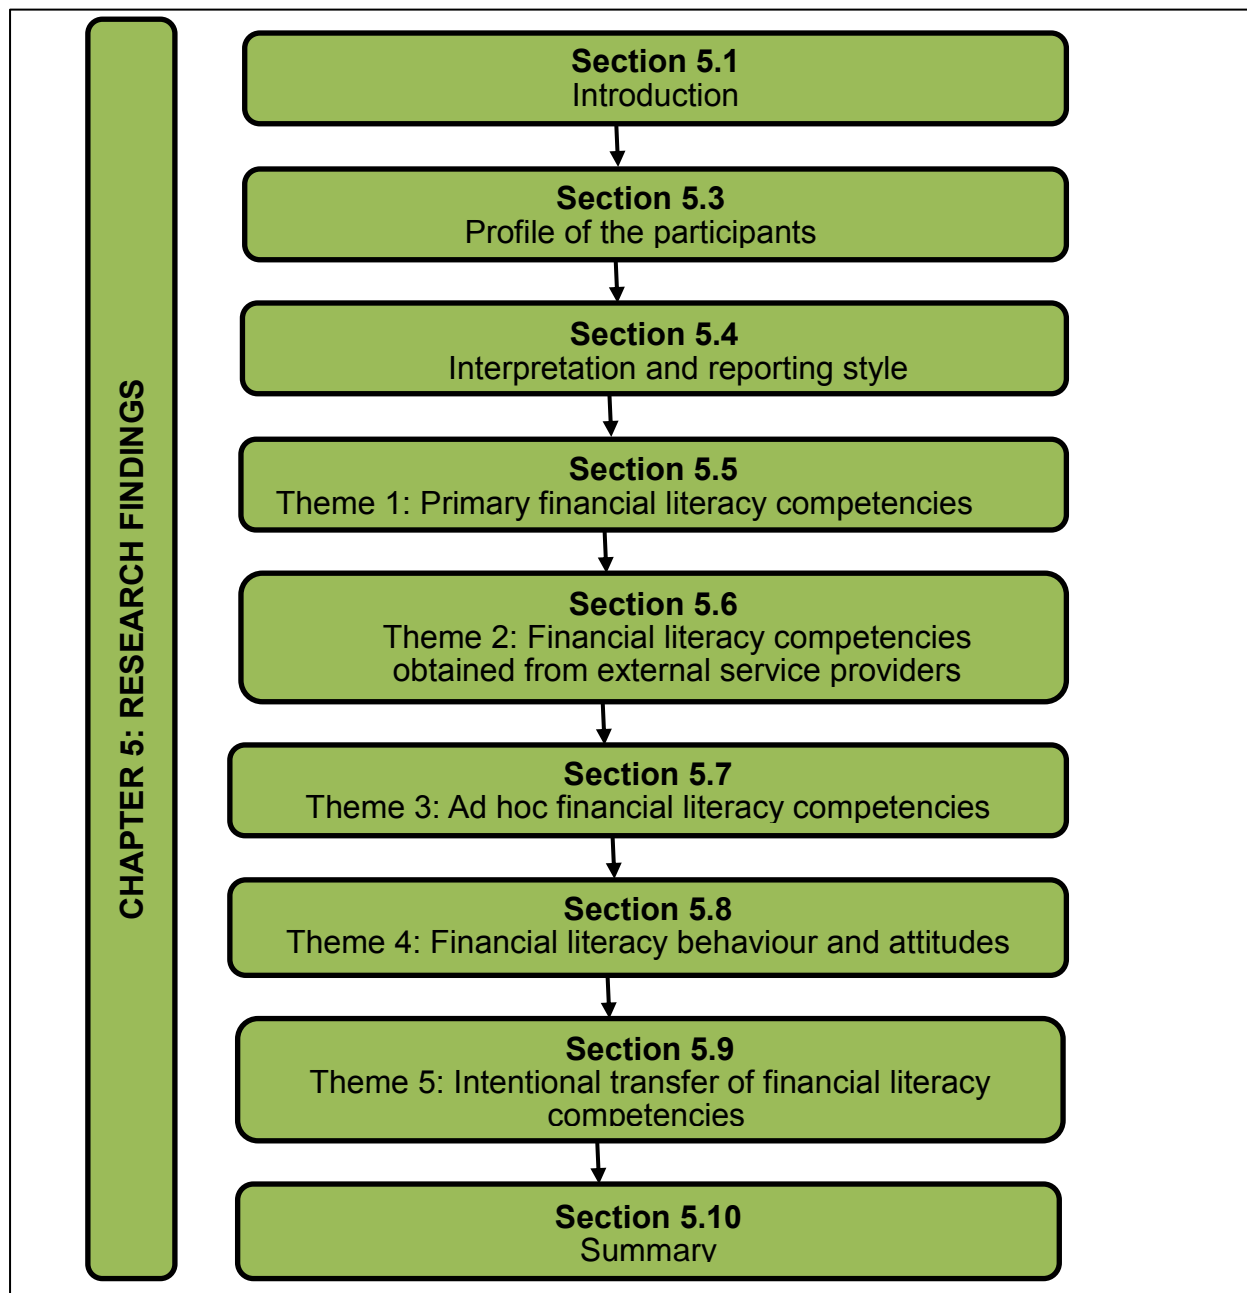 CHAPTER 5: RESEARCH FINDINGS
Section 5.1
Introduction
Section 5.3
Profile of the participants
Section 5.4
Interpretation and reporting style
Section 5.5
Theme 1: Primary financial literacy competencies
Section 5.6
Theme 2: Financial literacy competencies
obtained from external service providers
Section 5.7
Theme 3: Ad hoc financial literacy competencies
Section 5.8
Theme 4: Financial literacy behaviour and attitudes
Section 5.9
Theme 5: Intentional transfer of financial literacy
competencies
Section 5.10
Summary